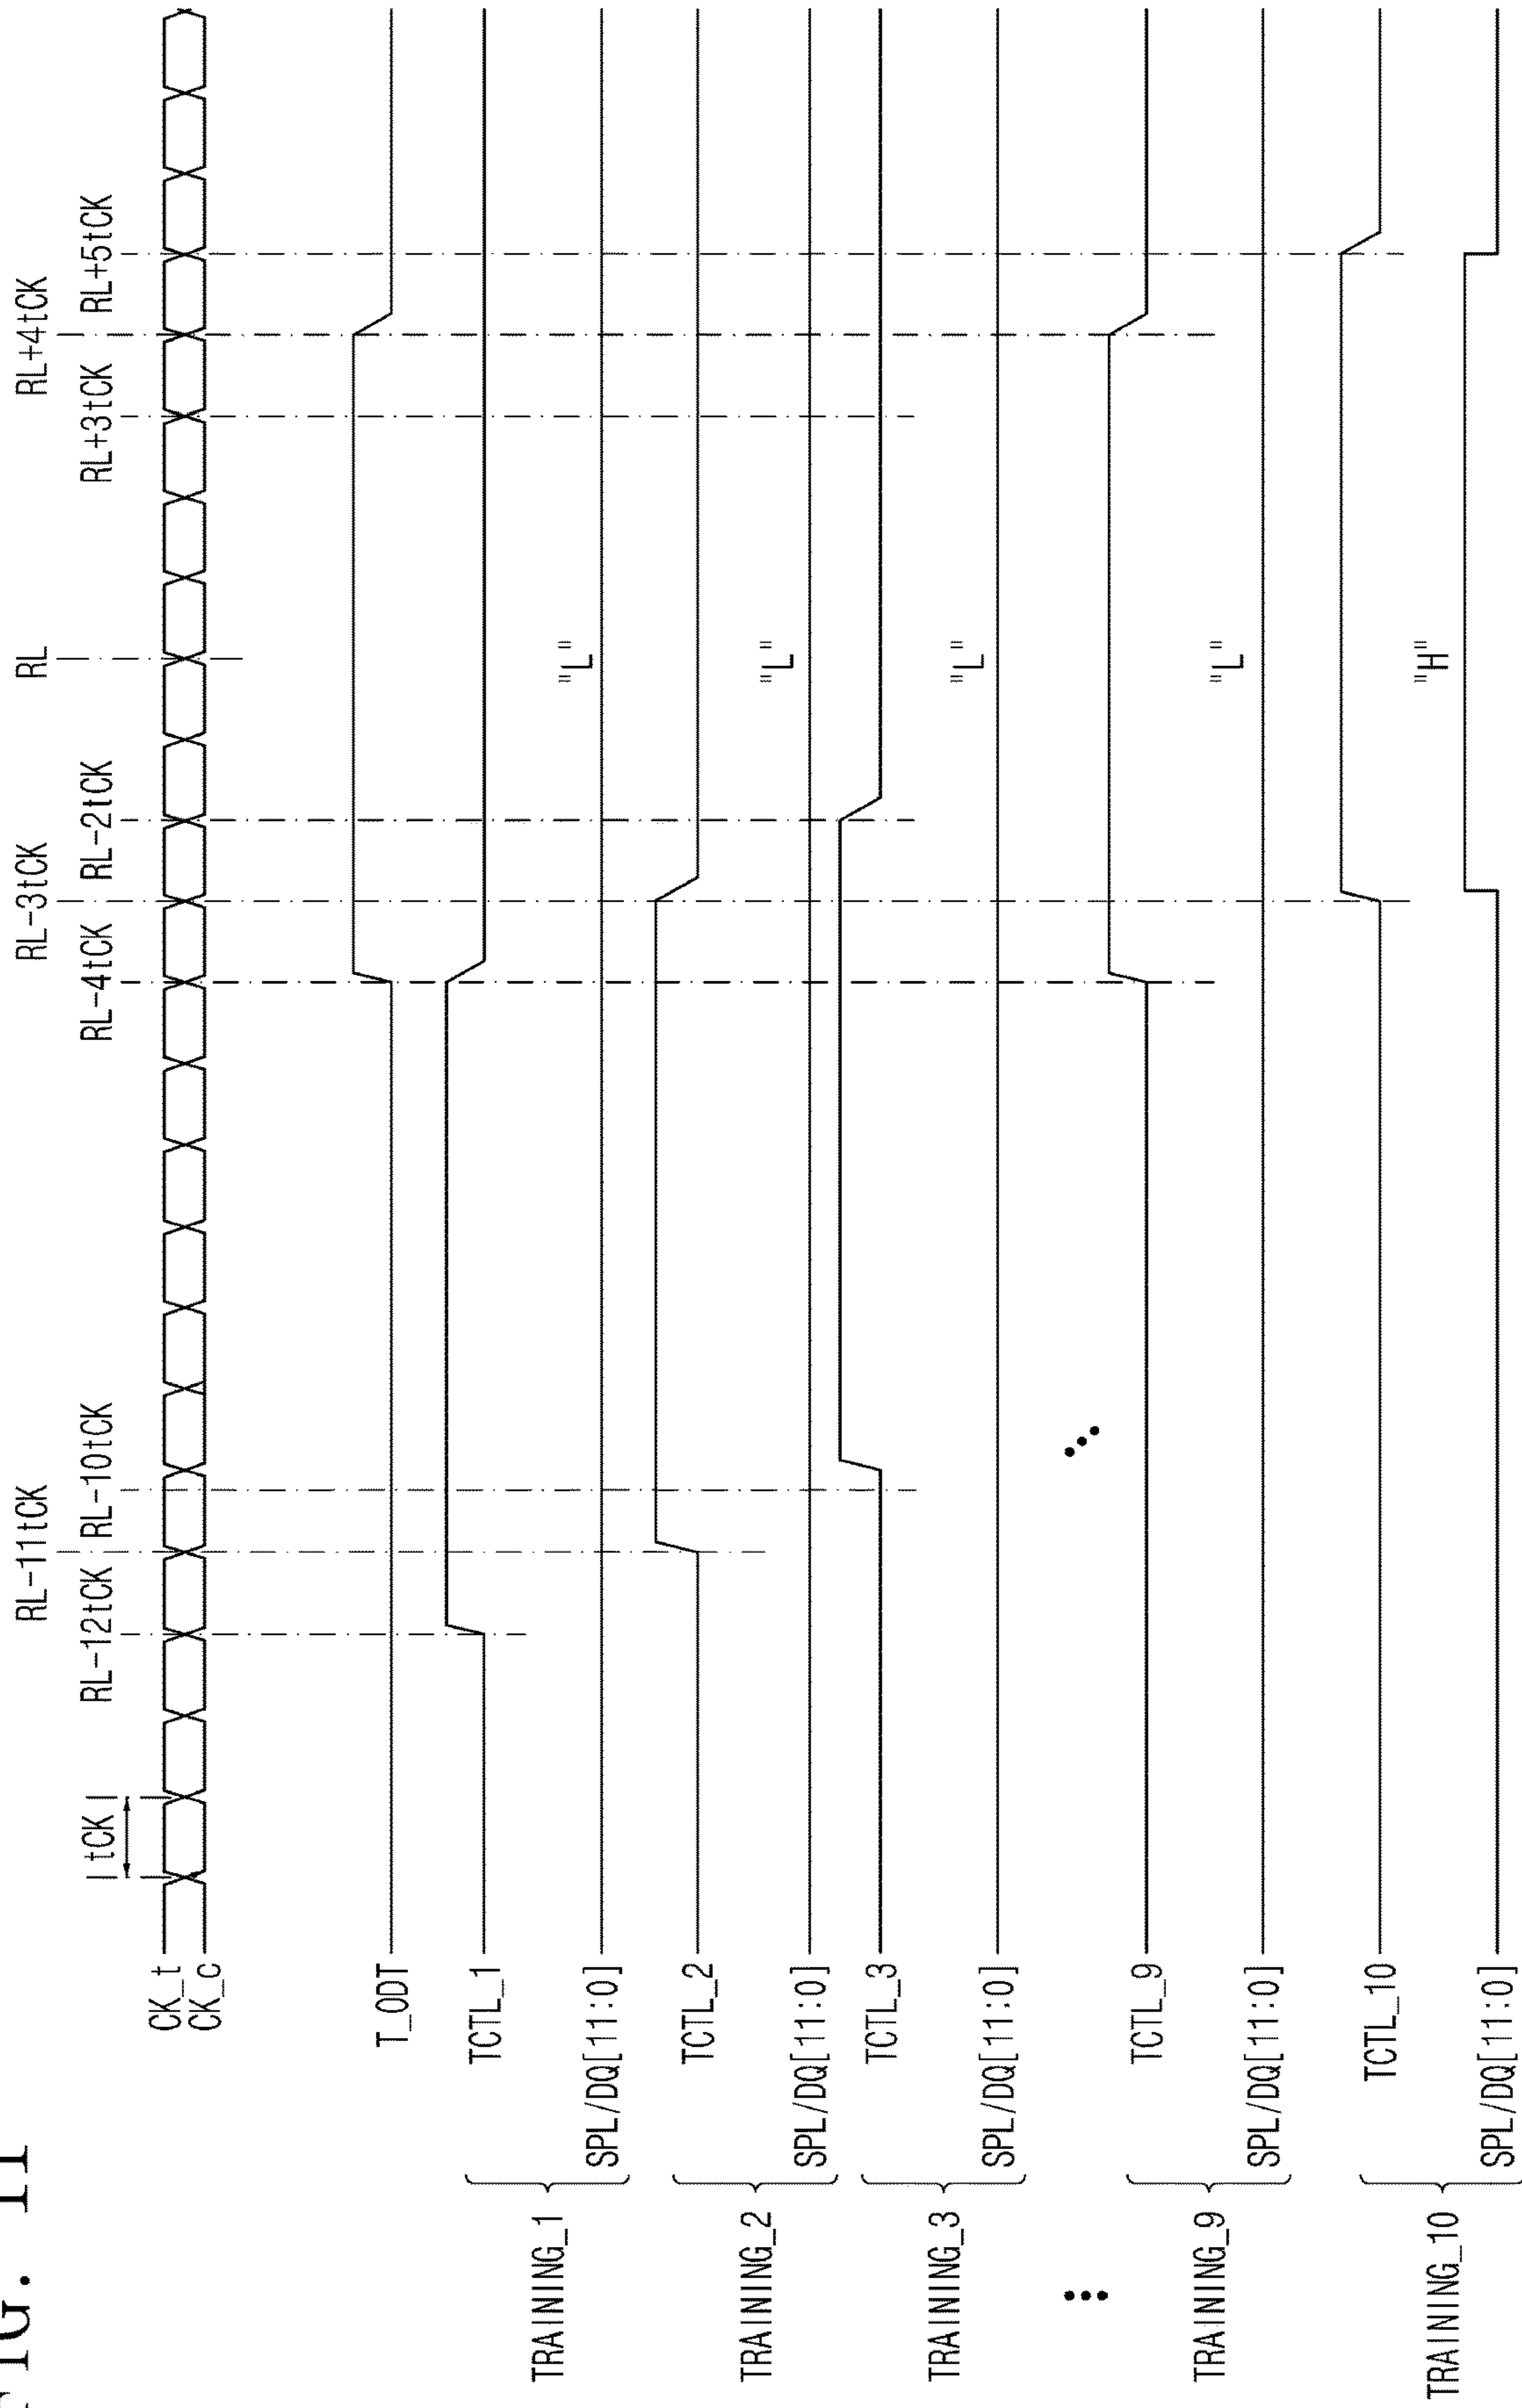 FIG. 11
RL-11tCK
RL-3tCK
RL
RL+4tCK
tCK
RL-12tCK
RL-10tCK
RL-4tCK
RL-2tCK
RL+3tCK
RL+5tCK
CK_t
CK_c
T_ODT
TRAINING_1
TCTL_1
SPL/DQ[11:0]
"L"
TRAINING_2
TCTL_2
SPL/DQ[11:0]
"L"
TRAINING_3
TCTL_3
SPL/DQ[11:0]
"L"
TRAINING_9
TCTL_9
SPL/DQ[11:0]
"L"
TRAINING_10
TCTL_10
SPL/DQ[11:0]
"H"